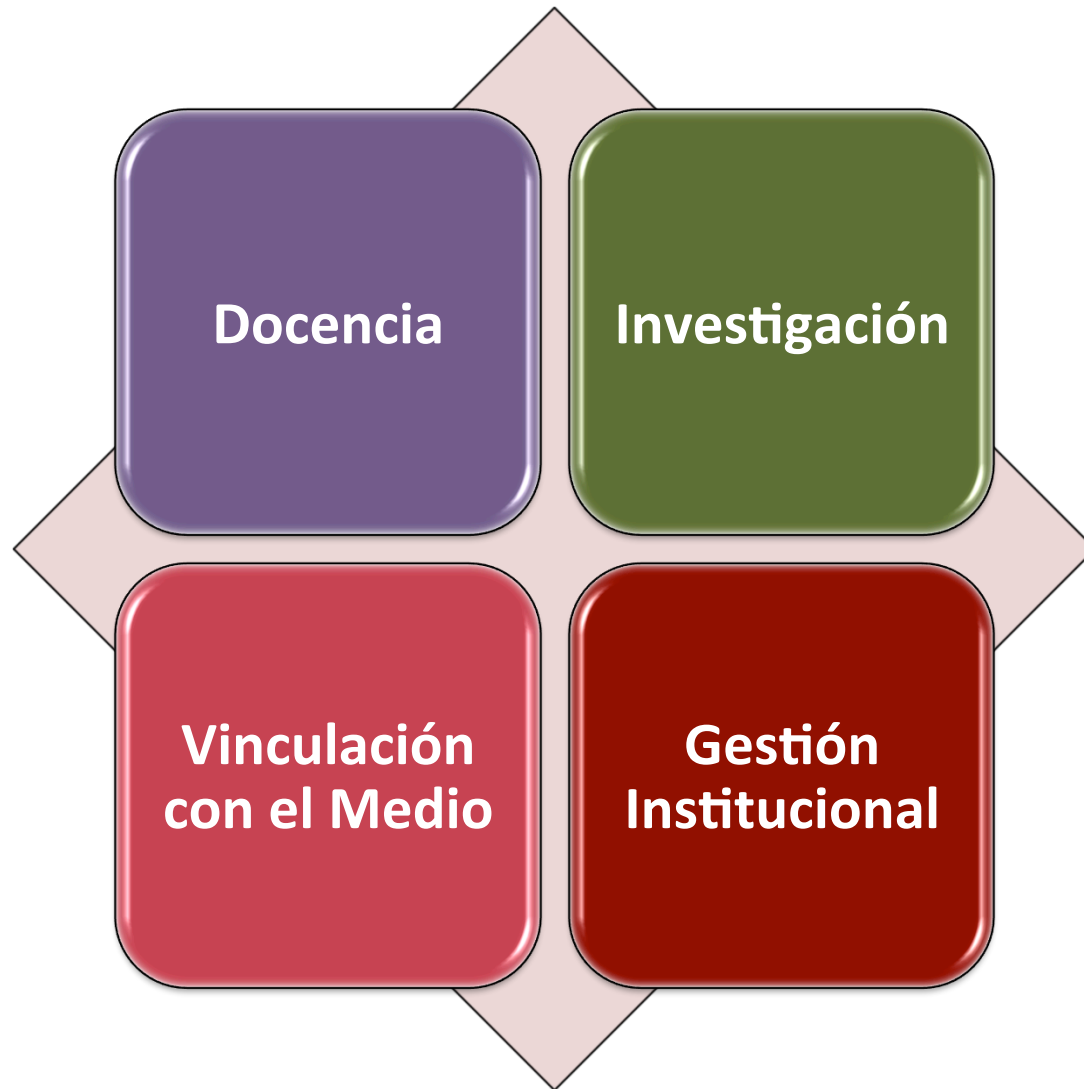 Docencia
Investigación
Vinculación
con el Medio
Gestión
Institucional